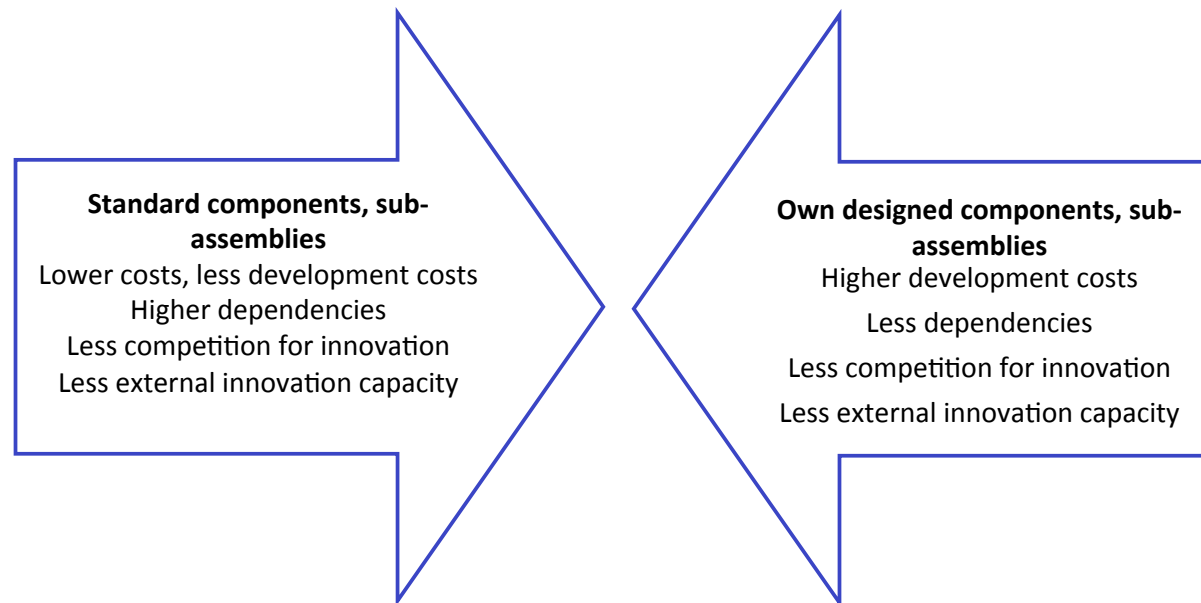 Standard components, sub-
assemblies
Lower costs, less development costs
Higher dependencies
Less competition for innovation
Less external innovation capacity
Own designed components, sub-
assemblies
Higher development costs
Less dependencies
Less competition for innovation
Less external innovation capacity